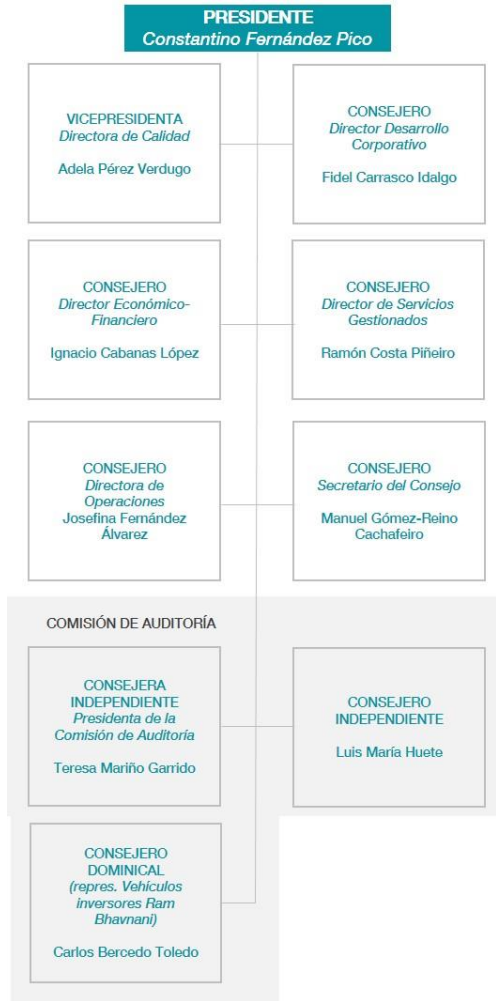 PRESIDENTE
Constantino Fernández Pico
VICEPRESIDENTA
Directora de Calidad
Adela Pérez Verdugo
CONSEJERO
Director Desarrollo
Corporativo
Fidel Carrasco Idalgo
CONSEJERO
Director Económico-
Financiero
Ignacio Cabanas López
CONSEJERO
Director de Servicios
Gestionados
Ramón Costa Piñeiro
CONSEJERO
Directora de
Operaciones
Josefina Fernández
Álvarez
CONSEJERO
Secretario del Consejo
Manuel Gómez-Reino
Cachafeiro
COMISIÓN DE AUDITORÍA
CONSEJERA
INDEPENDIENTE
Presidenta de la
Comisión de Auditoría
Teresa Mariño Garrido
CONSEJERO
INDEPENDIENTE
Luis María Huete
CONSEJERO
DOMINICAL
(repres. Vehículos
inversores Ram
Bhavnani)
Carlos Bercedo Toledo